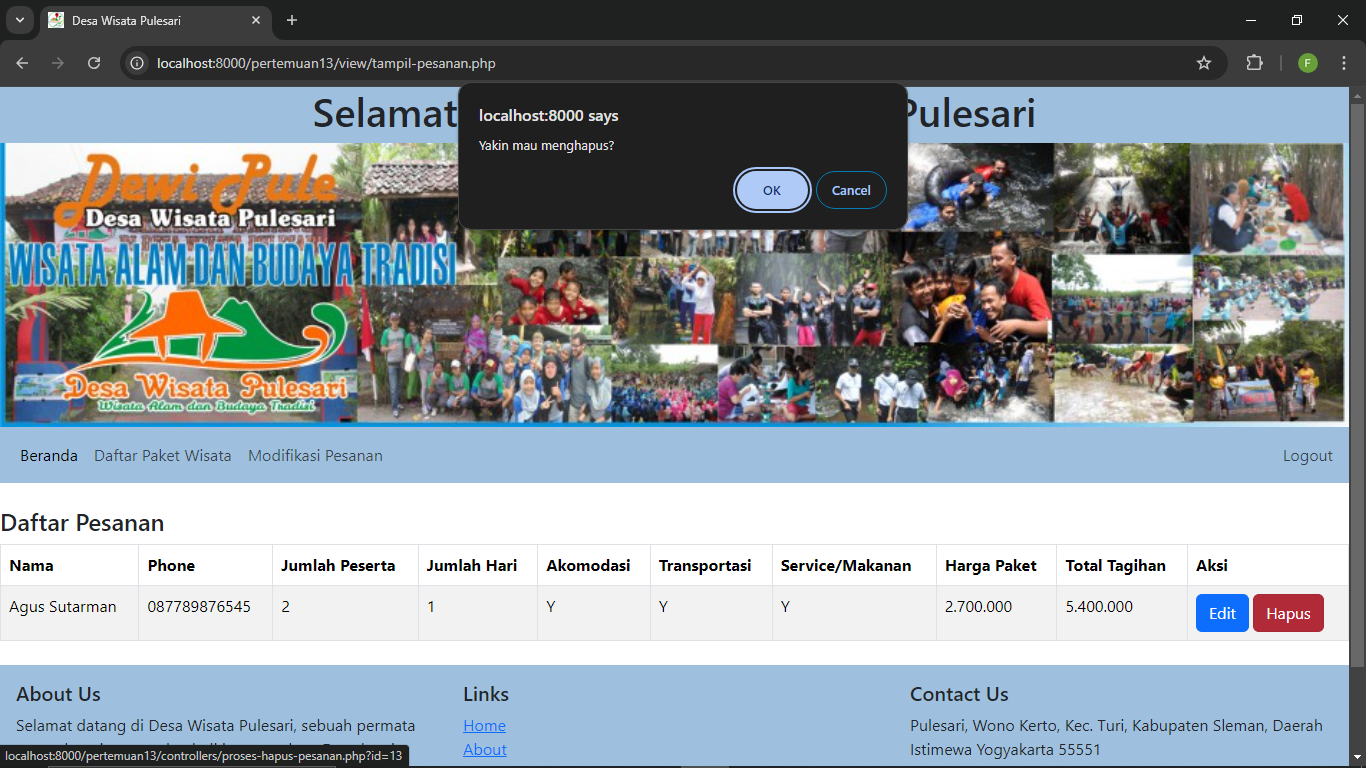 Desa Wisata Pulesari
localhost:8000/pertemuan13/view/tampil-pesanan.php
F
Selamat
Pulesari
localhost:8000 says
Yakin mau menghapus?
OK
Cancel
Dewi Pule
Desa Wisata Pulesari
WISATA ALAM DAN BUDAYA TRADISI
Desa Wisata Pulesari
Wisata Alam dan Budaya Tradisi
Beranda Daftar Paket Wisata Modifikasi Pesanan Logout
Daftar Pesanan
Nama Phone Jumlah Peserta Jumlah Hari Akomodasi Transportasi Service/Makanan Harga Paket Total Tagihan Aksi
Agus Sutarman 087789876545 2 1 Y Y Y 2.700.000 5.400.000 Edit Hapus
About Us
Selamat datang di Desa Wisata Pulesari, sebuah permata
Links
Home
About
Contact Us
Pulesari, Wono Kerto, Kec. Turi, Kabupaten Sleman, Daerah
Istimewa Yogyakarta 55551
localhost:8000/pertemuan13/controllers/proses-hapus-pesanan.php?id=13